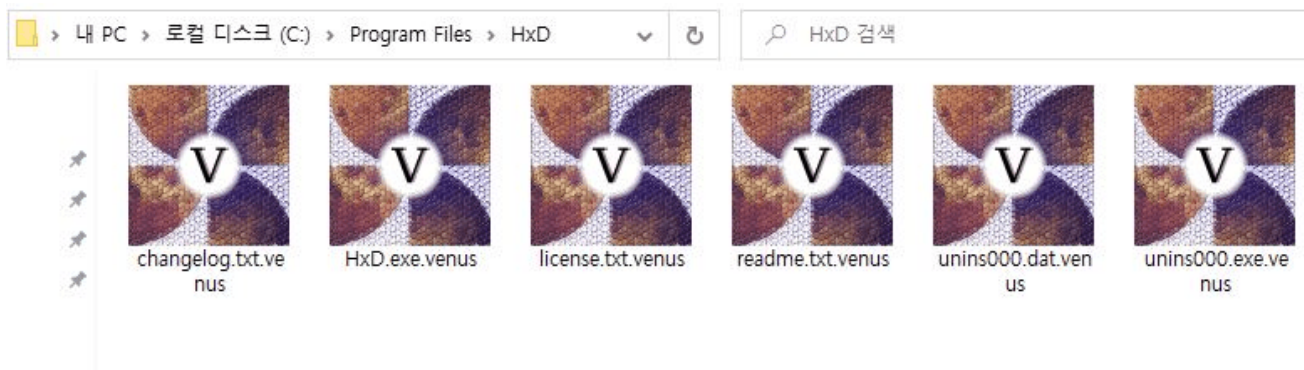 내 PC > 로컬 디스크 (C:) > Program Files > HxD
HxD 검색
V V V V V V
changelog.txt.ve
nus
HxD.exe.venus
license.txt.venus
readme.txt.venus
unins000.dat.ven
us
unins000.exe.ve
nus